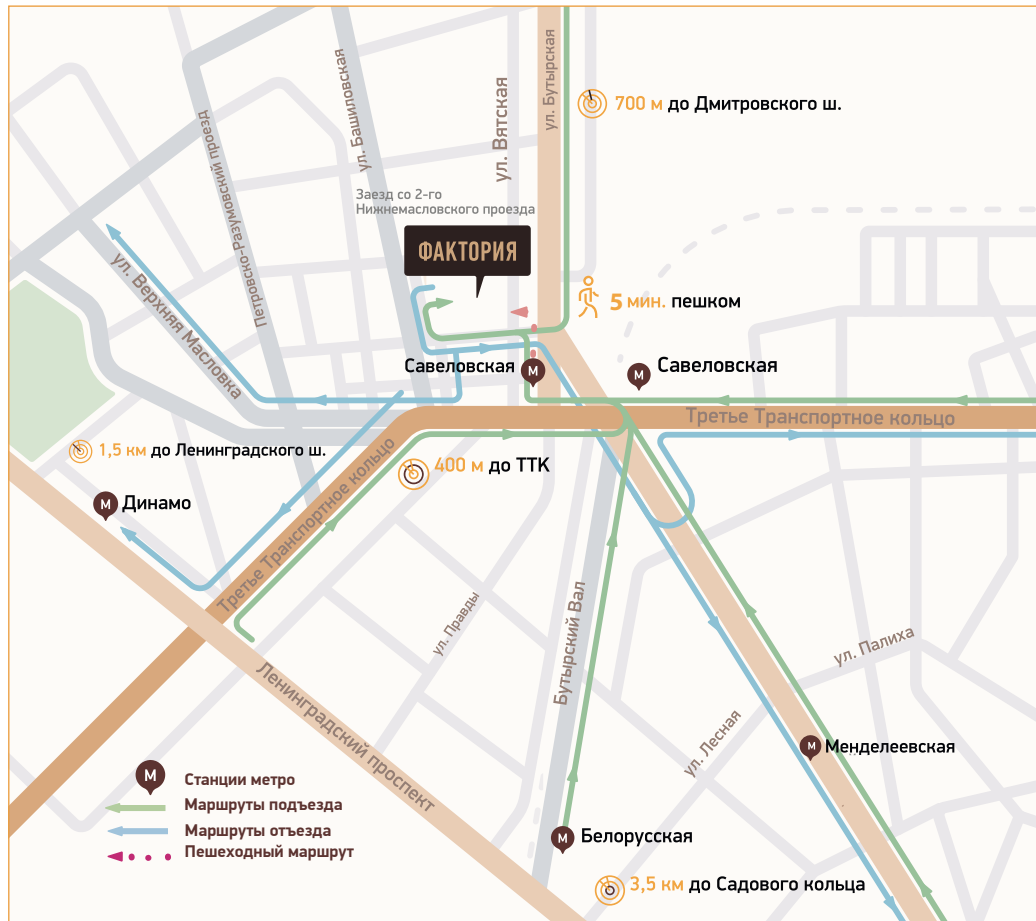 ул. Бутырская
700 м до Дмитровского ш.
ул. Вятская
ул. Башиловская
Петровско-Разумовский проезд
Заезд со 2-го
Нижнемасловского проезда
ФАКТОРИЯ
ул. Верхняя Масловка
5 мин. пешком
Савеловская
М
М
Савеловская
Третье Транспортное кольцо
1,5 км до Ленинградского ш.
400 м до ТТК
М
Динамо
Третье Транспортное кольцо
ул. Правды
Бутырский Вал
ул. Палиха
Ленинградский проспект
ул. Лесная
М
Менделеевская
М
Станции метро
Маршруты подъезда
Маршруты отъезда
Пешеходный маршрут
М
Белорусская
3,5 км до Садового кольца